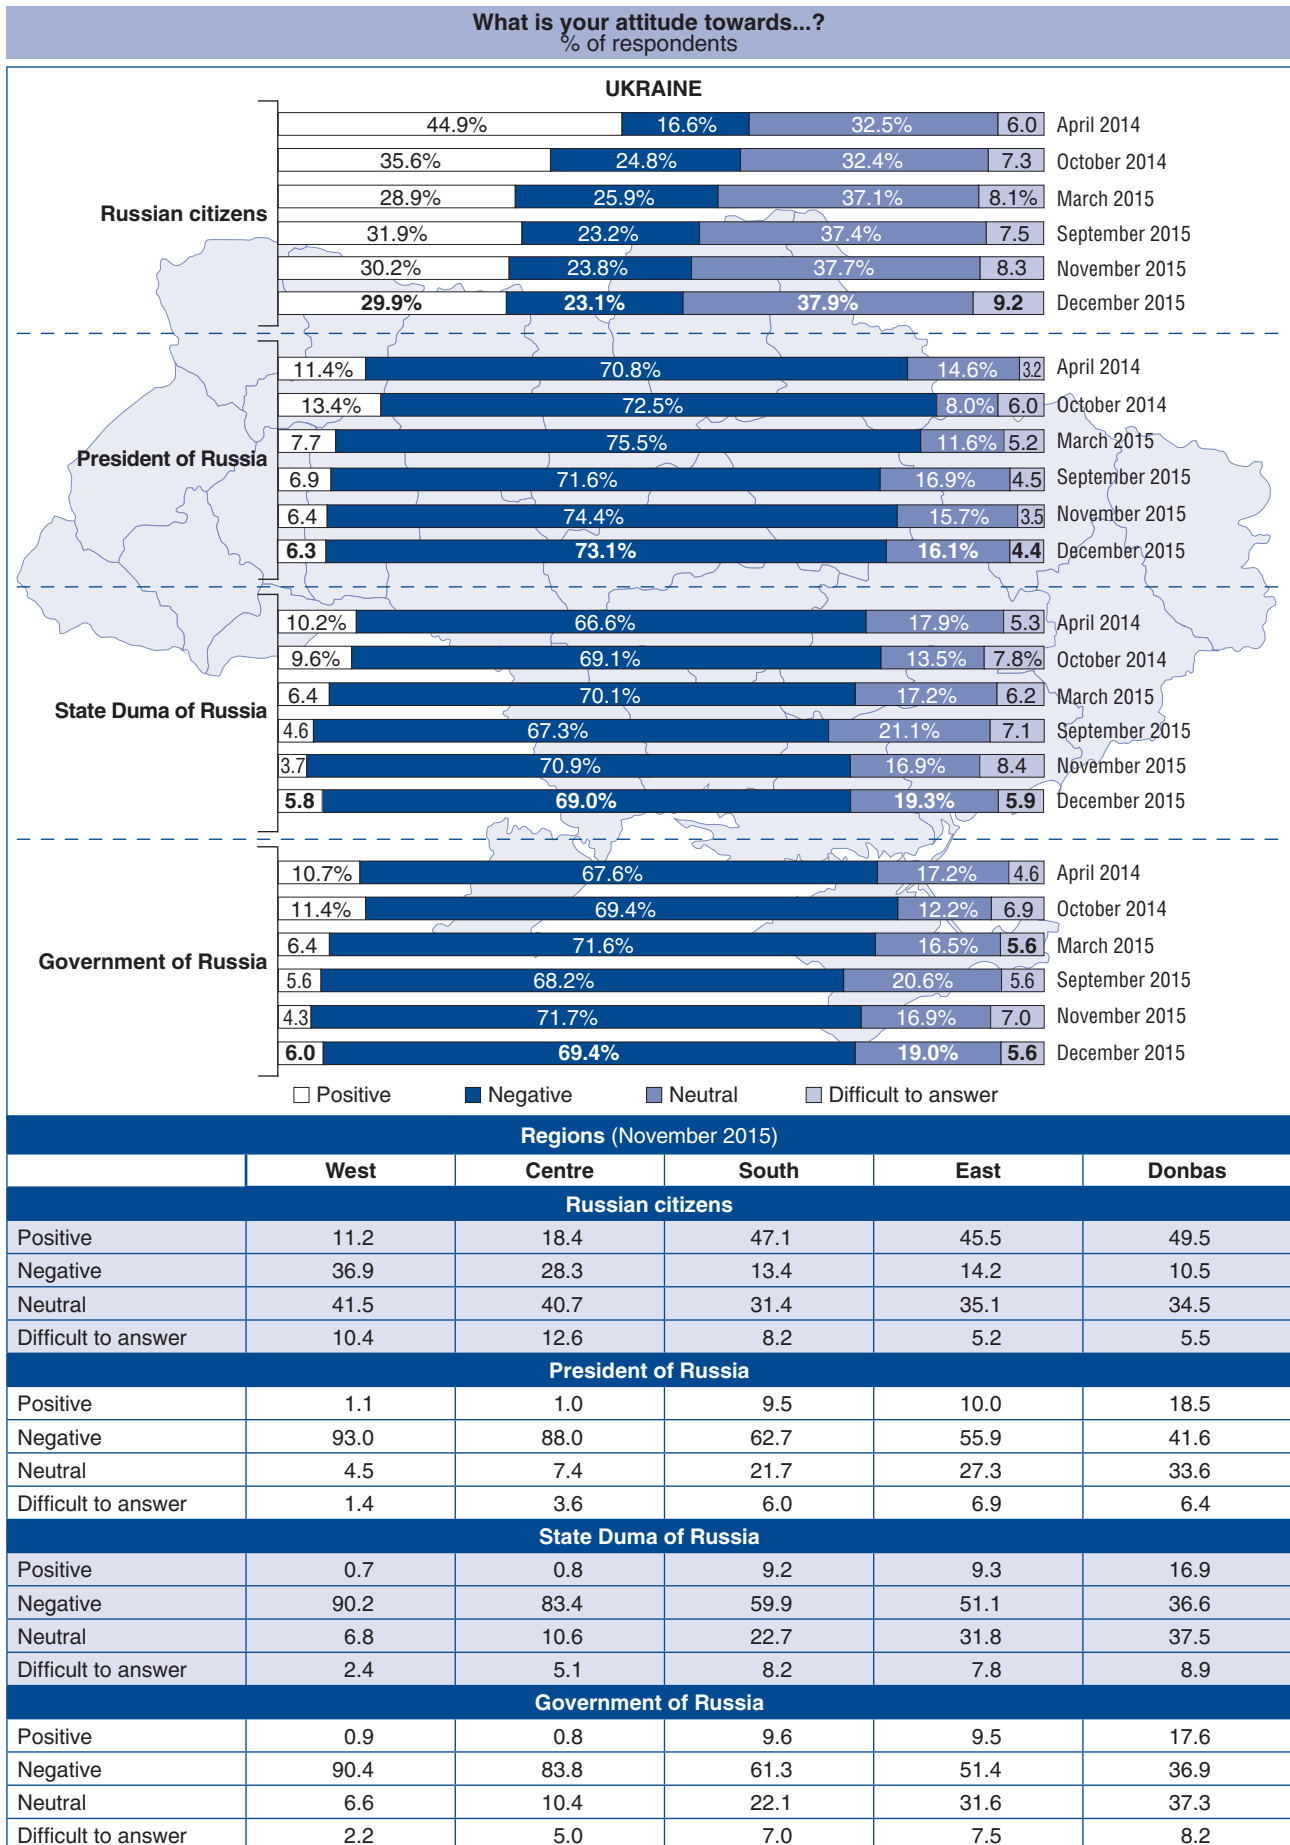 What is your attitude towards...?
% of respondents
UKRAINE
Russian citizens
44.9% 16.6% 32.5% 6.0 April 2014
35.6% 24.8% 32.4% 7.3 October 2014
28.9% 25.9% 37.1% 8.1% March 2015
31.9% 23.2% 37.4% 7.5 September 2015
30.2% 23.8% 37.7% 8.3 November 2015
29.9% 23.1% 37.9% 9.2 December 2015
President of Russia
11.4% 70.8% 14.6% 3.2 April 2014
13.4% 72.5% 8.0% 6.0 October 2014
7.7 75.5% 11.6% 5.2 March 2015
6.9 71.6% 16.9% 4.5 September 2015
6.4 74.4% 15.7% 3.5 November 2015
6.3 73.1% 16.1% 4.4 December 2015
State Duma of Russia
10.2% 66.6% 17.9% 5.3 April 2014
9.6% 69.1% 13.5% 7.8% October 2014
6.4 70.1% 17.2% 6.2 March 2015
4.6 67.3% 21.1% 7.1 September 2015
3.7 70.9% 16.9% 8.4 November 2015
5.8 69.0% 19.3% 5.9 December 2015
Government of Russia
10.7% 67.6% 17.2% 4.6 April 2014
11.4% 69.4% 12.2% 6.9 October 2014
6.4 71.6% 16.5% 5.6 March 2015
5.6 68.2% 20.6% 5.6 September 2015
4.3 71.7% 16.9% 7.0 November 2015
6.0 69.4% 19.0% 5.6 December 2015
Positive Negative Neutral Difficult to answer
Regions (November 2015)
West Centre South East Donbas
Russian citizens
Positive 11.2 18.4 47.1 45.5 49.5
Negative 36.9 28.3 13.4 14.2 10.5
Neutral 41.5 40.7 31.4 35.1 34.5
Difficult to answer 10.4 12.6 8.2 5.2 5.5
President of Russia
Positive 1.1 1.0 9.5 10.0 18.5
Negative 93.0 88.0 62.7 55.9 41.6
Neutral 4.5 7.4 21.7 27.3 33.6
Difficult to answer 1.4 3.6 6.0 6.9 6.4
State Duma of Russia
Positive 0.7 0.8 9.2 9.3 16.9
Negative 90.2 83.4 59.9 51.1 36.6
Neutral 6.8 10.6 22.7 31.8 37.5
Difficult to answer 2.4 5.1 8.2 7.8 8.9
Government of Russia
Positive 0.9 0.8 9.6 9.5 17.6
Negative 90.4 83.8 61.3 51.4 36.9
Neutral 6.6 10.4 22.1 31.6 37.3
Difficult to answer 2.2 5.0 7.0 7.5 8.2